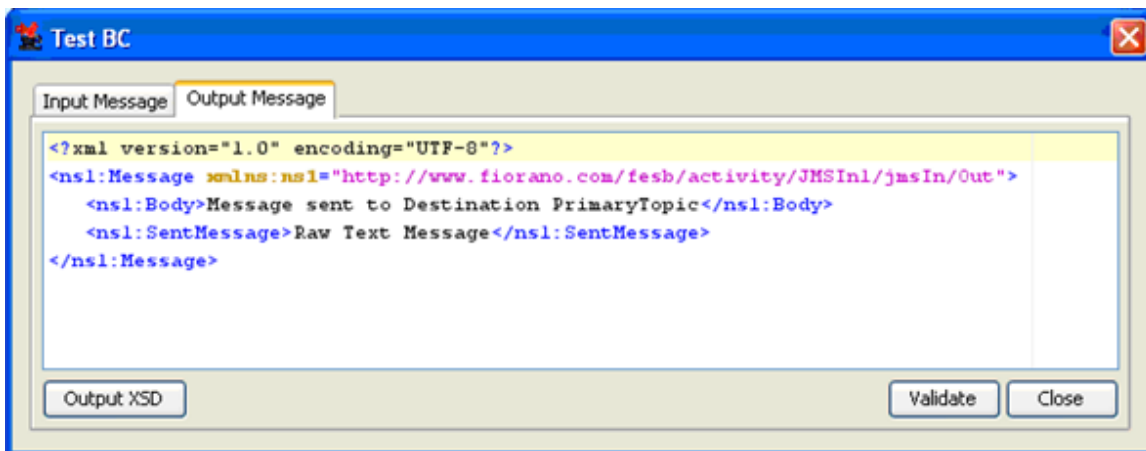 Test BC
Input Message Output Message
<?xml version="1.0" encoding="UTF-8"?>
<ns1:Message xmlns:ns1="http://www.fiorano.com/fesb/activity/JMSIn1/jmsIn/Out">
<ns1:Body>Message sent to Destination PrimaryTopic</ns1:Body>
<ns1:SentMessage>Raw Text Message</ns1:SentMessage>
</ns1:Message>
Output XSD Validate Close